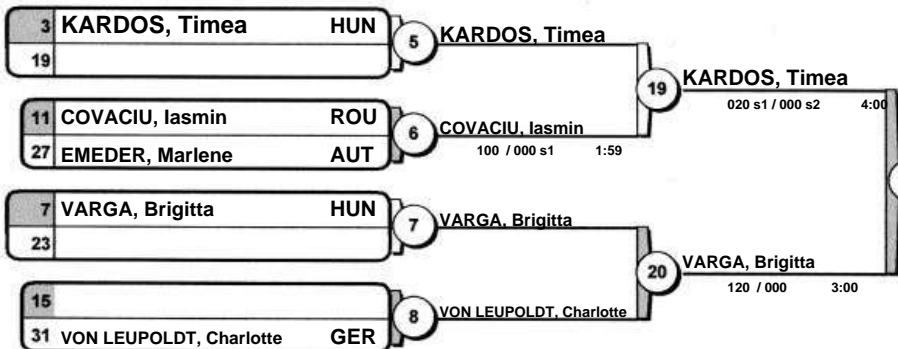 3 KARDOS, Timea HUN
19
5 KARDOS, Timea
11 COVACIU, Iasmin ROU
27 EMEDER, Marlene AUT
6 COVACIU, Iasmin
100 / 000 s1 1:59
19 KARDOS, Timea
020 s1 / 000 s2 4:00
7 VARGA, Brigitta HUN
23
7 VARGA, Brigitta
15
31 VON LEUPOLDT, Charlotte GER
8 VON LEUPOLDT, Charlotte
20 VARGA, Brigitta
120 / 000 3:00